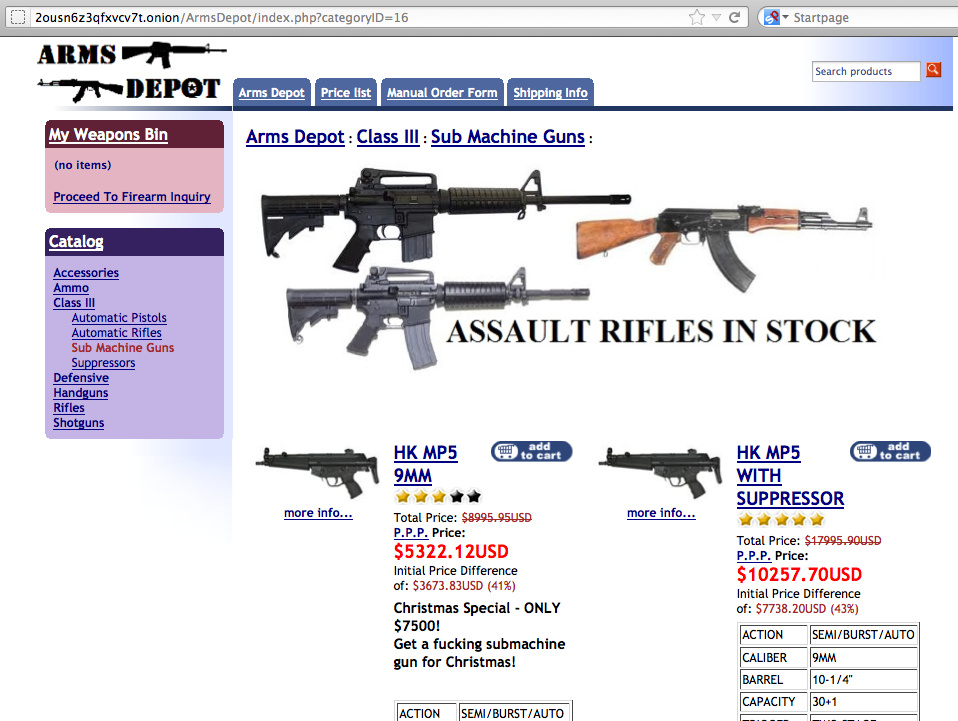 2ousn6z3qfxvcv7t.onion/ArmsDepot/index.php?categoryID=16
Startpage
ARMS
DEPOT
Arms Depot
Price list
Manual Order Form
Shipping Info
Search products
My Weapons Bin
(no items)
Proceed To Firearm Inquiry
Catalog
Accessories
Ammo
Class III
Automatic Pistols
Automatic Rifles
Sub Machine Guns
Suppressors
Defensive
Handguns
Rifles
Shotguns
Arms Depot : Class III : Sub Machine Guns :
ASSAULT RIFLES IN STOCK
more info...
HK MP5
9MM
add
to cart
Total Price: $8995.95USD
P.P.P. Price:
$5322.12USD
Initial Price Difference
of: $3673.83USD (41%)
Christmas Special - ONLY
$7500!
Get a fucking submachine
gun for Christmas!
ACTION SEMI/BURST/AUTO
more info...
HK MP5
WITH
SUPPRESSOR
add
to cart
Total Price: $17995.90USD
P.P.P. Price:
$10257.70USD
Initial Price Difference
of: $7738.20USD (43%)
ACTION SEMI/BURST/AUTO
CALIBER 9MM
BARREL 10-1/4"
CAPACITY 30+1